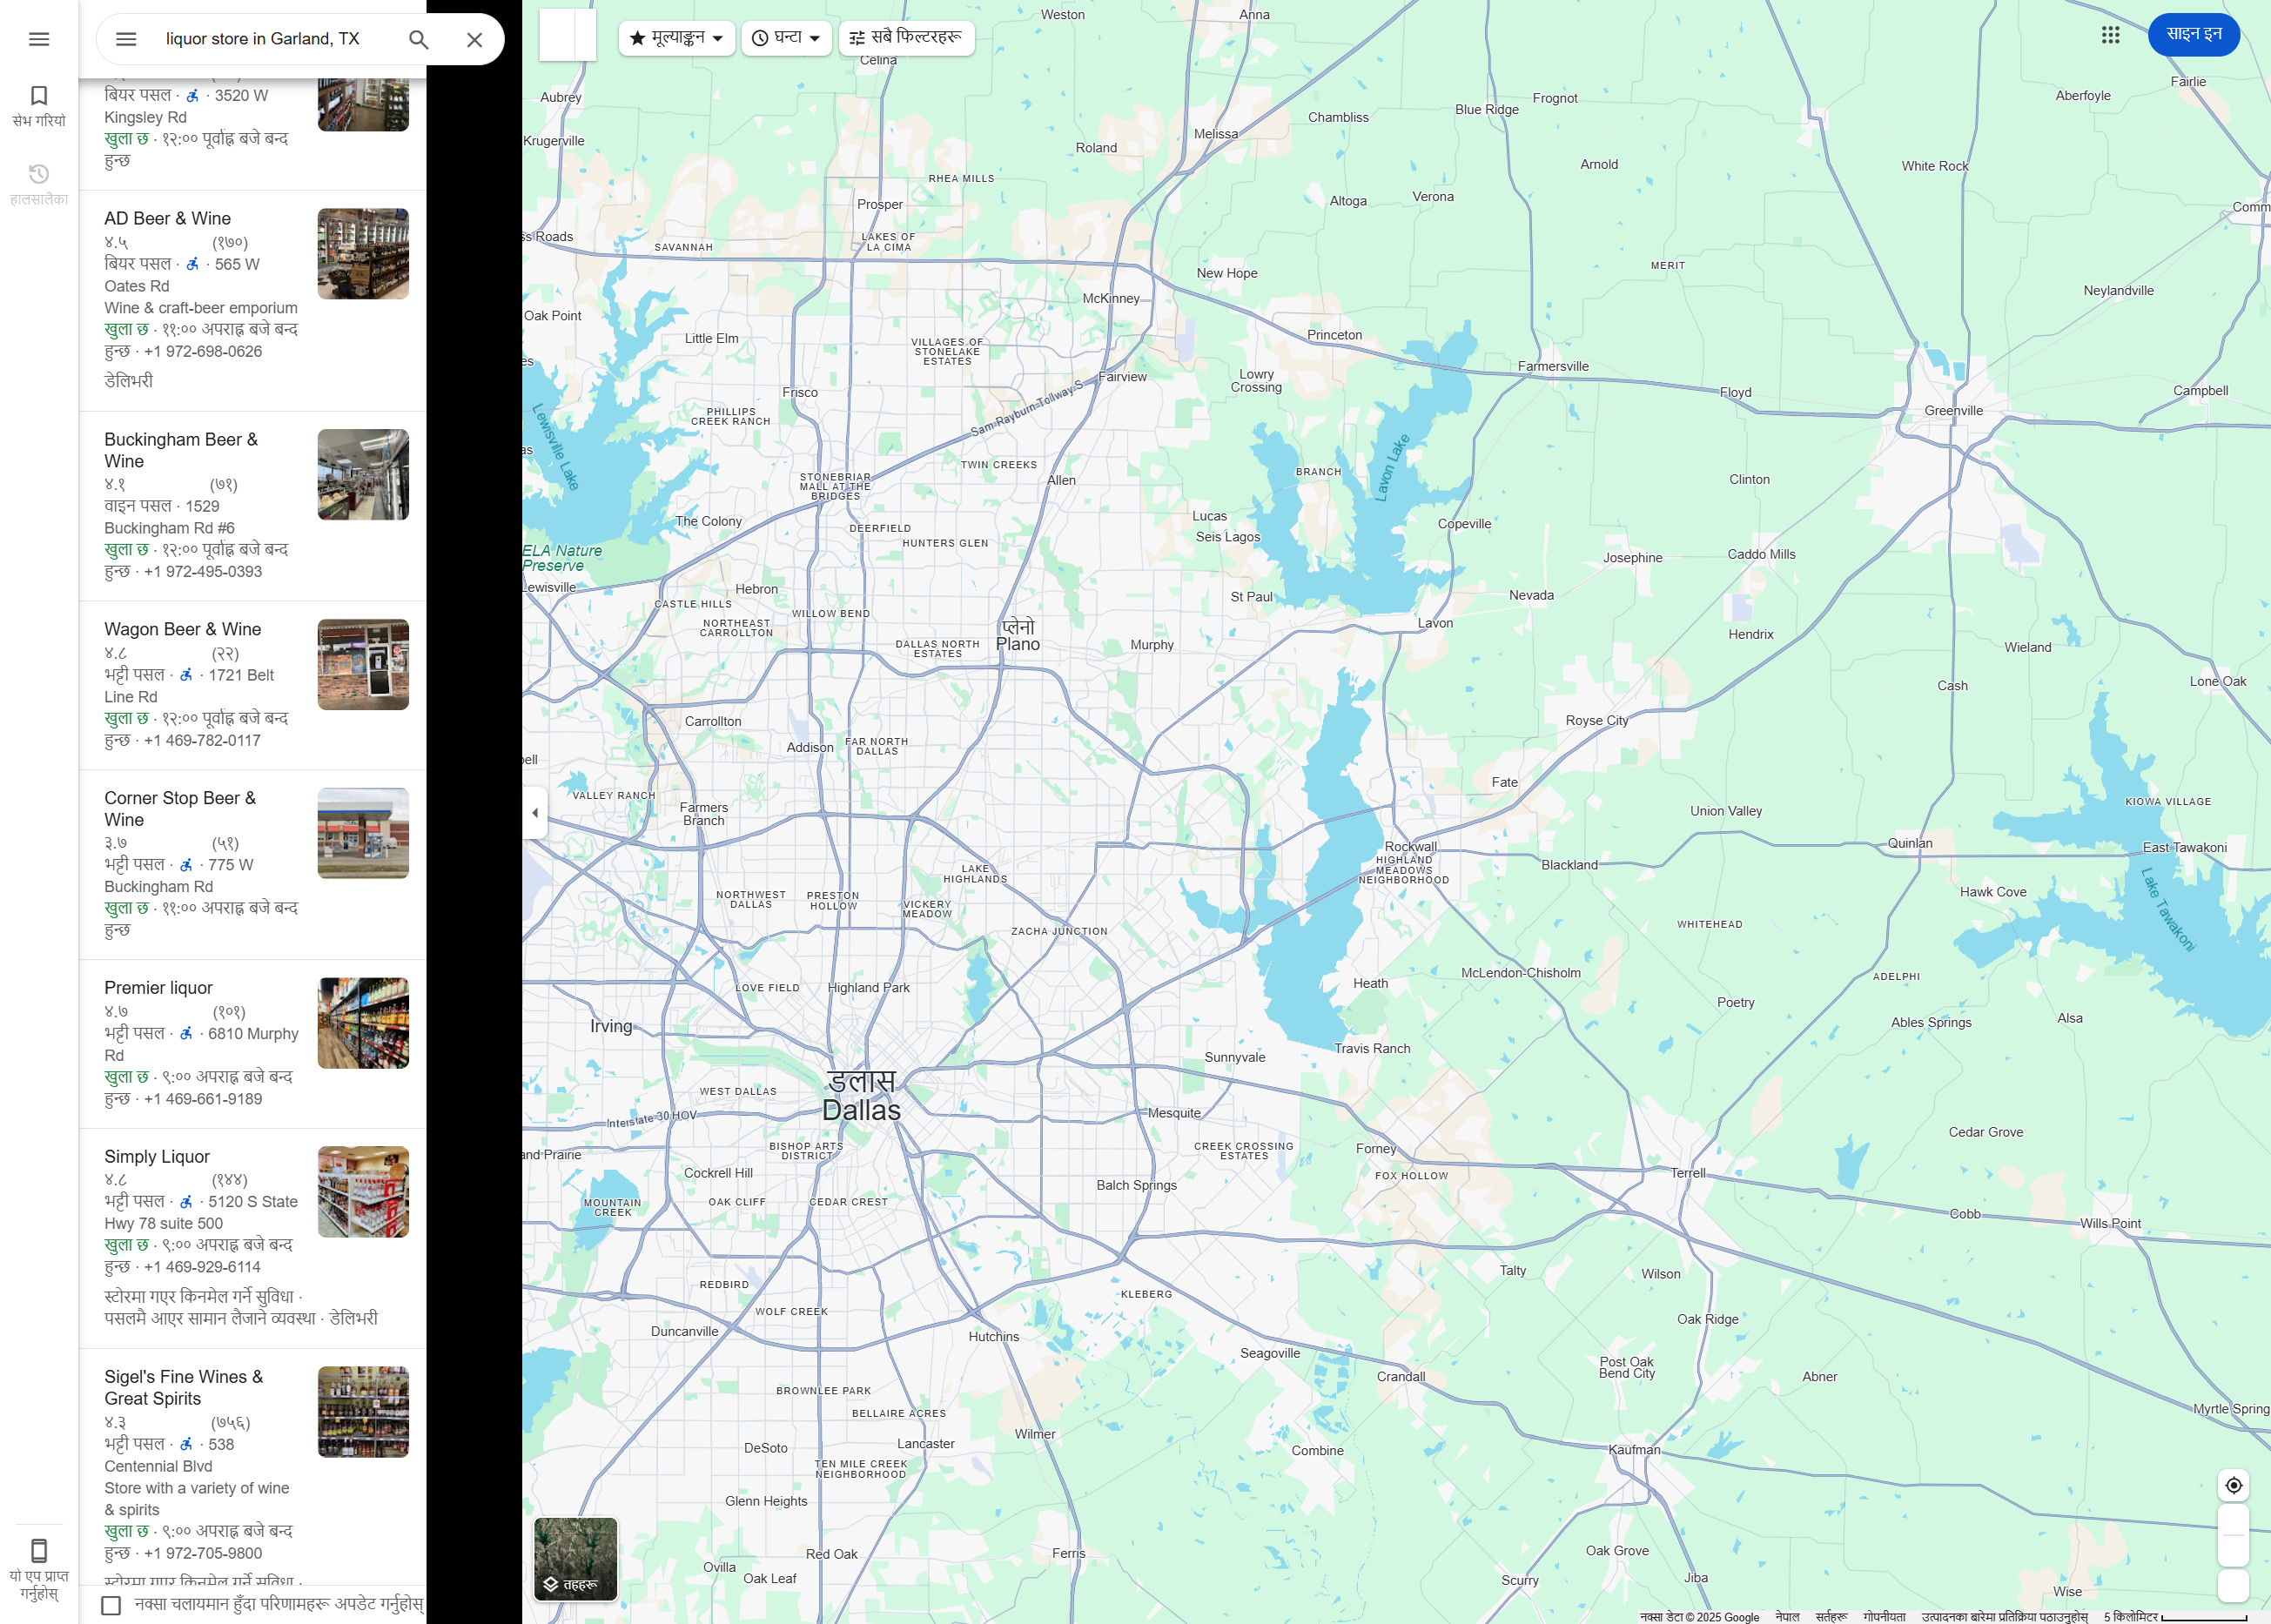 liquor store in Garland, TX
सेभ गरियो
हालसालैका
यो एप प्राप्त
गर्नुहोस्
बियर पसल · · 3520 W
Kingsley Rd
खुला छ · १२:०० पूर्वाह्न बजे बन्द
हुन्छ
AD Beer & Wine
४.५ (१७०)
बियर पसल · · 565 W
Oates Rd
Wine & craft-beer emporium
खुला छ · ११:०० अपराह्न बजे बन्द
हुन्छ · +1 972-698-0626
डेलिभरी
Buckingham Beer &
Wine
४.१ (७१)
वाइन पसल · 1529
Buckingham Rd #6
खुला छ · १२:०० पूर्वाह्न बजे बन्द
हुन्छ · +1 972-495-0393
Wagon Beer & Wine
४.८ (२२)
भट्टी पसल · · 1721 Belt
Line Rd
खुला छ · १२:०० पूर्वाह्न बजे बन्द
हुन्छ · +1 469-782-0117
Corner Stop Beer &
Wine
३.७ (५१)
भट्टी पसल · · 775 W
Buckingham Rd
खुला छ · ११:०० अपराह्न बजे बन्द
हुन्छ
Premier liquor
४.७ (१०१)
भट्टी पसल · · 6810 Murphy
Rd
खुला छ · ९:०० अपराह्न बजे बन्द
हुन्छ · +1 469-661-9189
Simply Liquor
४.८ (१४४)
भट्टी पसल · · 5120 S State
Hwy 78 suite 500
खुला छ · ९:०० अपराह्न बजे बन्द
हुन्छ · +1 469-929-6114
स्टोरमा गएर किनमेल गर्ने सुविधा ·
पसलमै आएर सामान लैजाने व्यवस्था · डेलिभरी
Sigel's Fine Wines &
Great Spirits
४.३ (७५६)
भट्टी पसल · · 538
Centennial Blvd
Store with a variety of wine
& spirits
खुला छ · ९:०० अपराह्न बजे बन्द
हुन्छ · +1 972-705-9800
स्टोरमा गएर किनमेल गर्ने सुविधा ·
नक्सा चलायमान हुँदा परिणामहरू अपडेट गर्नुहोस्
मूल्याङ्कन
घन्टा
सबै फिल्टरहरू
साइन इन
Weston
Anna
Celina
Fairlie
Aberfoyle
Aubrey
Frognot
Blue Ridge
Chambliss
Krugerville
Melissa
Roland
Arnold
White Rock
RHEA MILLS
Prosper
Altoga
Verona
Comm
ss Roads
SAVANNAH
LAKES OF
LA CIMA
New Hope
MERIT
McKinney
Neylandville
Oak Point
Little Elm
VILLAGES OF
STONELAKE
ESTATES
Princeton
es
Fairview
Lowry
Crossing
Farmersville
Frisco
Sam Rayburn Tollway S
Floyd
Campbell
PHILLIPS
CREEK RANCH
Greenville
Lewisville Lake
as
TWIN CREEKS
Lavon Lake
BRANCH
STONEBRIAR
MALL AT THE
BRIDGES
Allen
Clinton
The Colony
DEERFIELD
Lucas
Copeville
Seis Lagos
HUNTERS GLEN
ELA Nature
Preserve
Josephine
Caddo Mills
Lewisville
Hebron
St Paul
Nevada
CASTLE HILLS
WILLOW BEND
NORTHEAST
CARROLLTON
प्लेनो
Plano
Lavon
Hendrix
DALLAS NORTH
ESTATES
Murphy
Wieland
Cash
Lone Oak
Carrollton
Royse City
Addison
FAR NORTH
DALLAS
bell
Fate
VALLEY RANCH
Farmers
Branch
Union Valley
KIOWA VILLAGE
Rockwall
Quinlan
East Tawakoni
HIGHLAND
MEADOWS
NEIGHBORHOOD
Blackland
LAKE
HIGHLANDS
NORTHWEST
DALLAS
PRESTON
HOLLOW
VICKERY
MEADOW
Hawk Cove
Lake Tawakoni
ZACHA JUNCTION
WHITEHEAD
McLendon-Chisholm
ADELPHI
LOVE FIELD
Highland Park
Heath
Poetry
Irving
Ables Springs
Alsa
Travis Ranch
Sunnyvale
डलास
Dallas
WEST DALLAS
Interstate 30 HOV
Mesquite
Cedar Grove
and Prairie
BISHOP ARTS
DISTRICT
CREEK CROSSING
ESTATES
Forney
Cockrell Hill
FOX HOLLOW
Terrell
Balch Springs
MOUNTAIN
CREEK
OAK CLIFF
CEDAR CREST
Cobb
Wills Point
REDBIRD
Talty
Wilson
KLEBERG
WOLF CREEK
Oak Ridge
Duncanville
Hutchins
Seagoville
Post Oak
Bend City
Crandall
Abner
BROWNLEE PARK
BELLAIRE ACRES
Myrtle Spring
Wilmer
DeSoto
Lancaster
Combine
Kaufman
TEN MILE CREEK
NEIGHBORHOOD
Glenn Heights
Red Oak
Ferris
Oak Grove
Ovilla
Oak Leaf
Scurry
Jiba
Wise
तहहरू
नक्सा डेटा © 2025 Google नेपाल सर्तहरू गोपनीयता उत्पादनका बारेमा प्रतिक्रिया पठाउनुहोस् 5 किलोमिटर